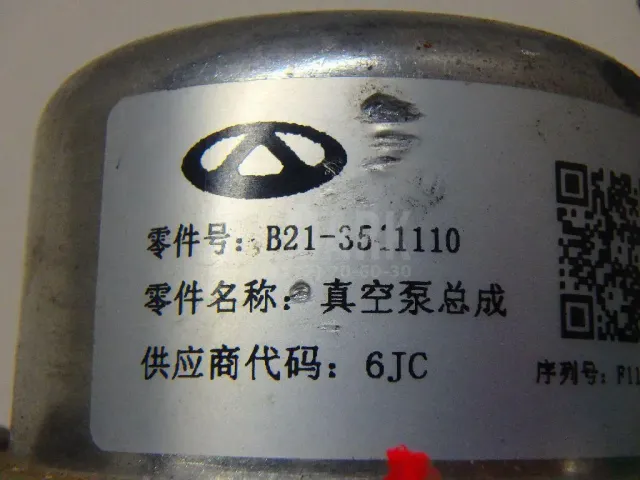 零件号: B21-3511110
零件名称: 真空泵总成
供应商代码: 6JC
序列号: F11